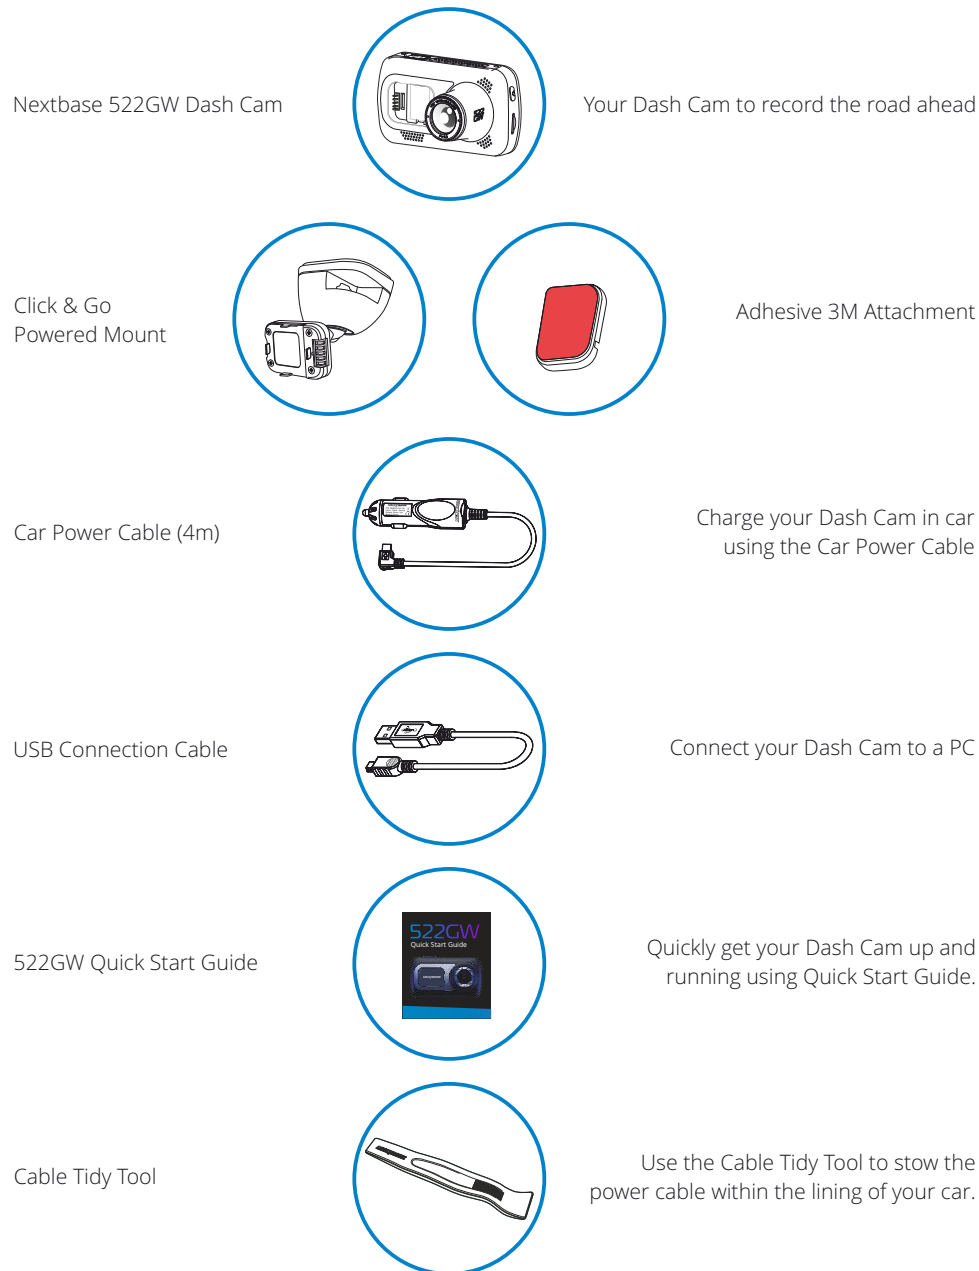 Nextbase 522GW Dash Cam
Your Dash Cam to record the road ahead
Click & Go
Powered Mount
Adhesive 3M Attachment
Car Power Cable (4m)
Charge your Dash Cam in car
using the Car Power Cable
USB Connection Cable
Connect your Dash Cam to a PC
522GW Quick Start Guide
522GW
Quick Start Guide
Quickly get your Dash Cam up and
running using Quick Start Guide.
Cable Tidy Tool
Use the Cable Tidy Tool to stow the
power cable within the lining of your car.